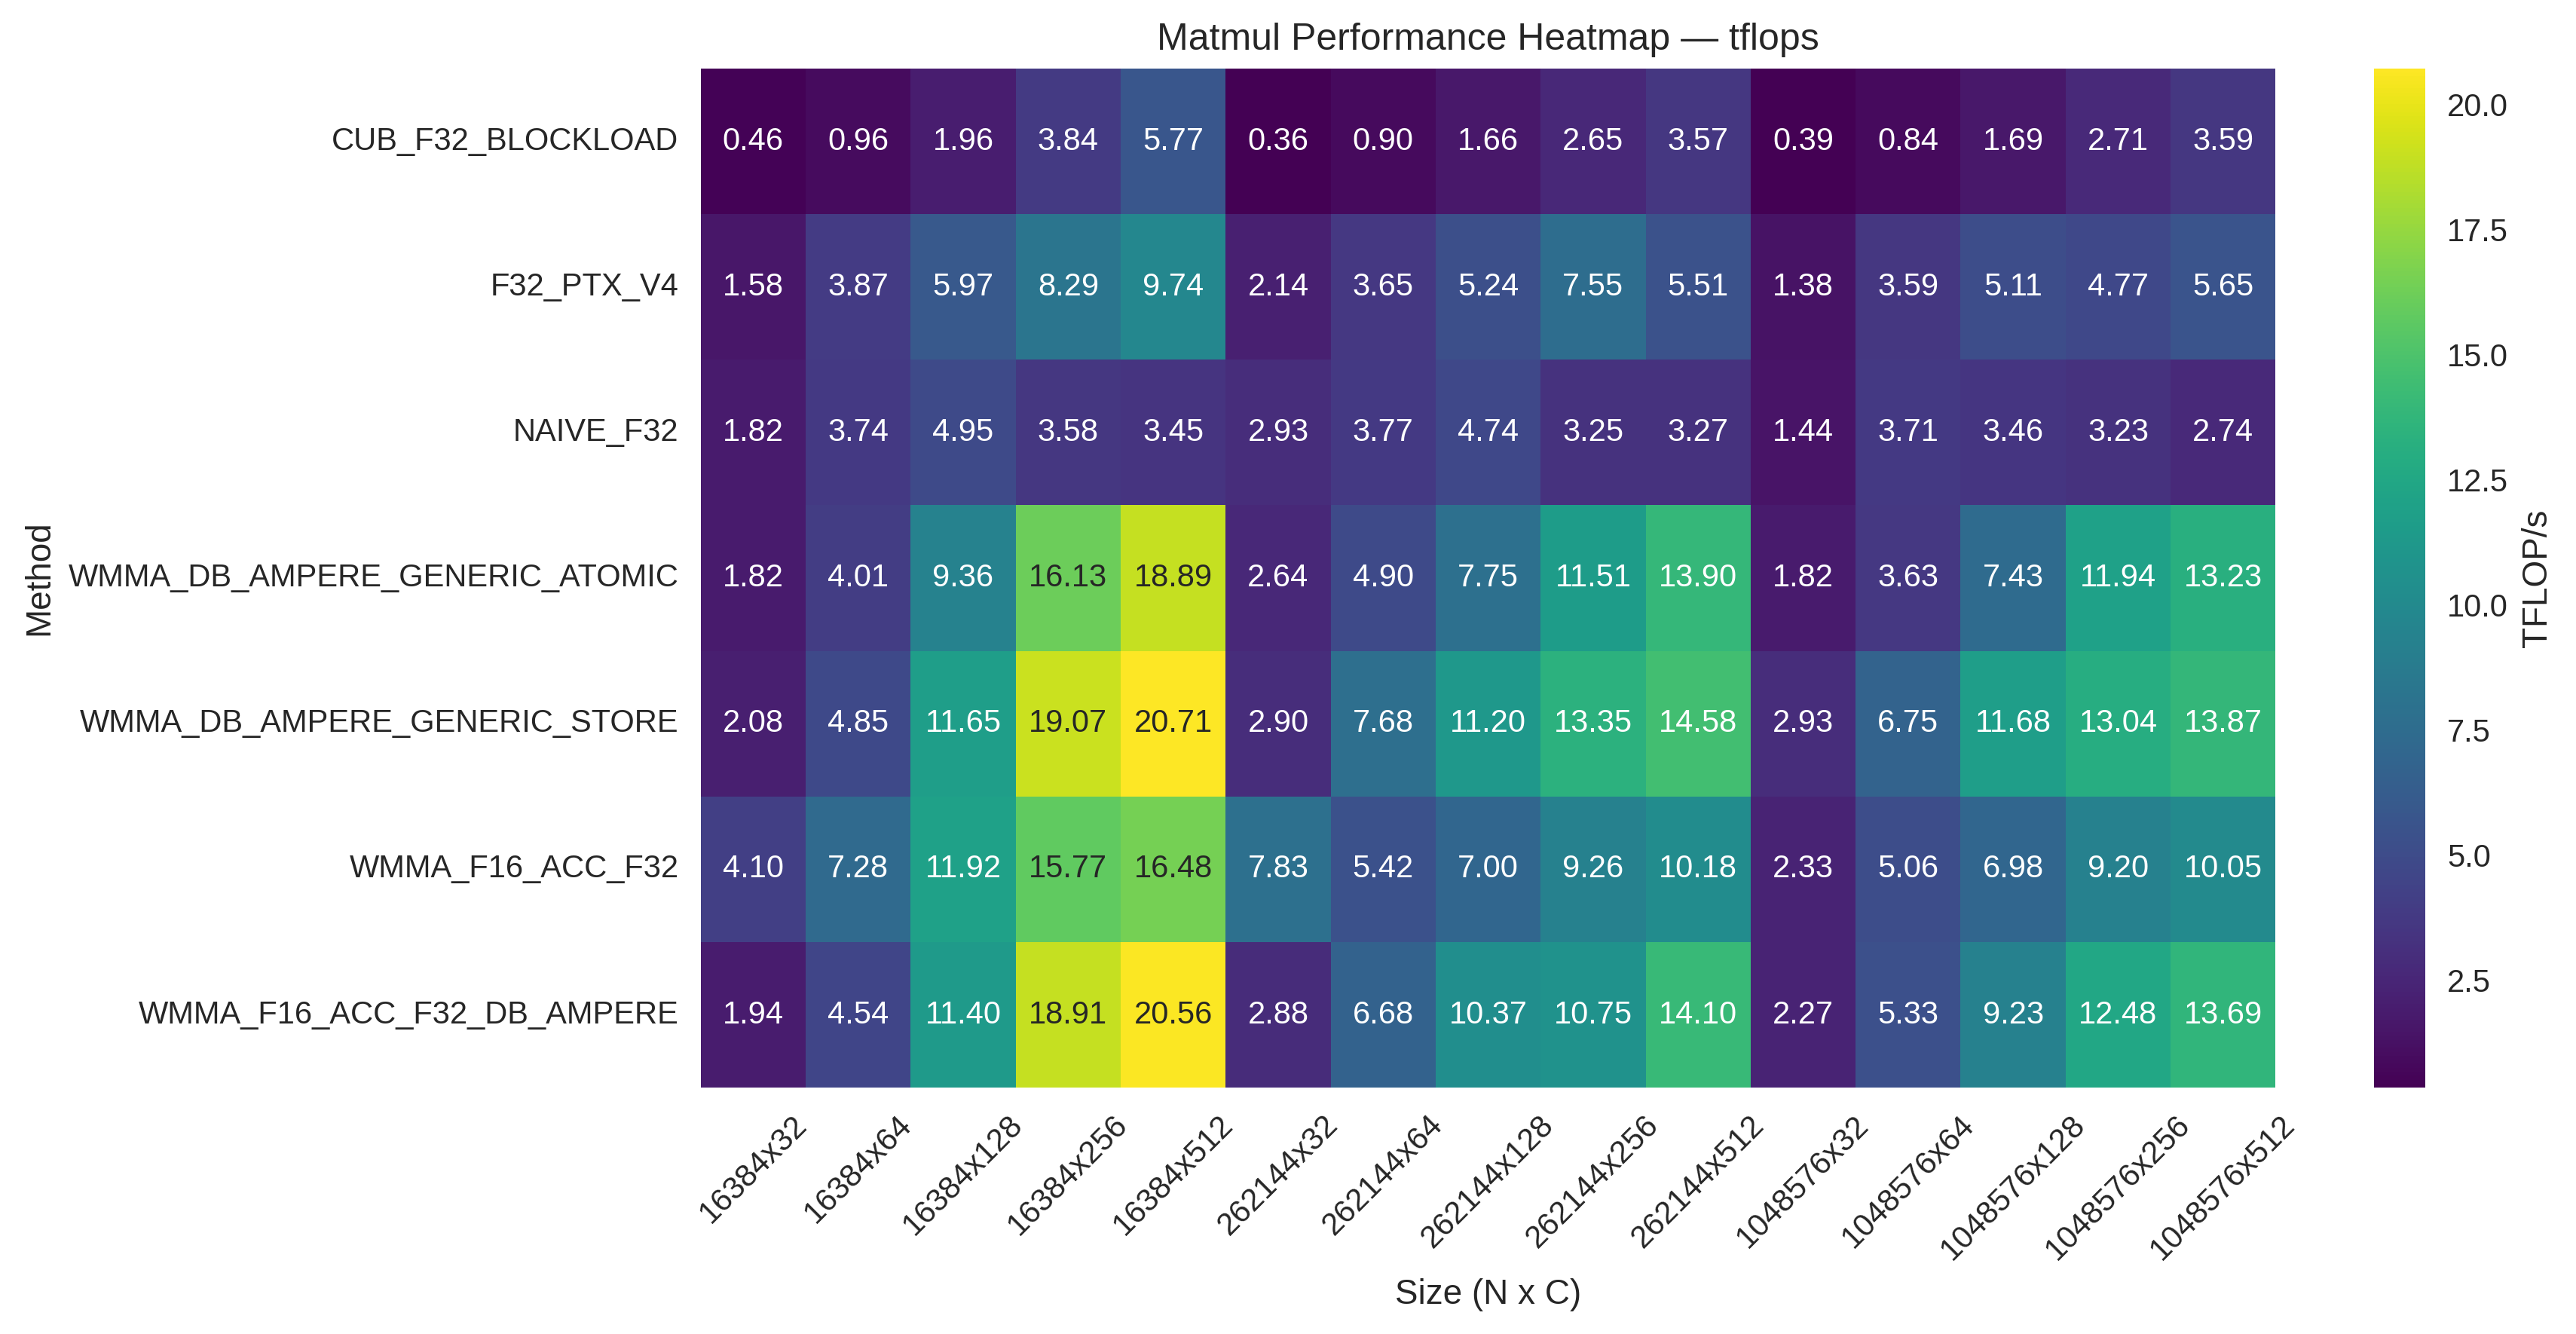 Matmul Performance Heatmap — tflops
Method
CUB_F32_BLOCKLOAD 0.46 0.96 1.96 3.84 5.77 0.36 0.90 1.66 2.65 3.57 0.39 0.84 1.69 2.71 3.59
F32_PTX_V4 1.58 3.87 5.97 8.29 9.74 2.14 3.65 5.24 7.55 5.51 1.38 3.59 5.11 4.77 5.65
NAIVE_F32 1.82 3.74 4.95 3.58 3.45 2.93 3.77 4.74 3.25 3.27 1.44 3.71 3.46 3.23 2.74
WMMA_DB_AMPERE_GENERIC_ATOMIC 1.82 4.01 9.36 16.13 18.89 2.64 4.90 7.75 11.51 13.90 1.82 3.63 7.43 11.94 13.23
WMMA_DB_AMPERE_GENERIC_STORE 2.08 4.85 11.65 19.07 20.71 2.90 7.68 11.20 13.35 14.58 2.93 6.75 11.68 13.04 13.87
WMMA_F16_ACC_F32 4.10 7.28 11.92 15.77 16.48 7.83 5.42 7.00 9.26 10.18 2.33 5.06 6.98 9.20 10.05
WMMA_F16_ACC_F32_DB_AMPERE 1.94 4.54 11.40 18.91 20.56 2.88 6.68 10.37 10.75 14.10 2.27 5.33 9.23 12.48 13.69
16384x32 16384x64 16384x128 16384x256 16384x512 262144x32 262144x64 262144x128 262144x256 262144x512 1048576x32 1048576x64 1048576x128 1048576x256 1048576x512
Size (N x C)
20.0
17.5
15.0
12.5
10.0
7.5
5.0
2.5
TFLOP/s